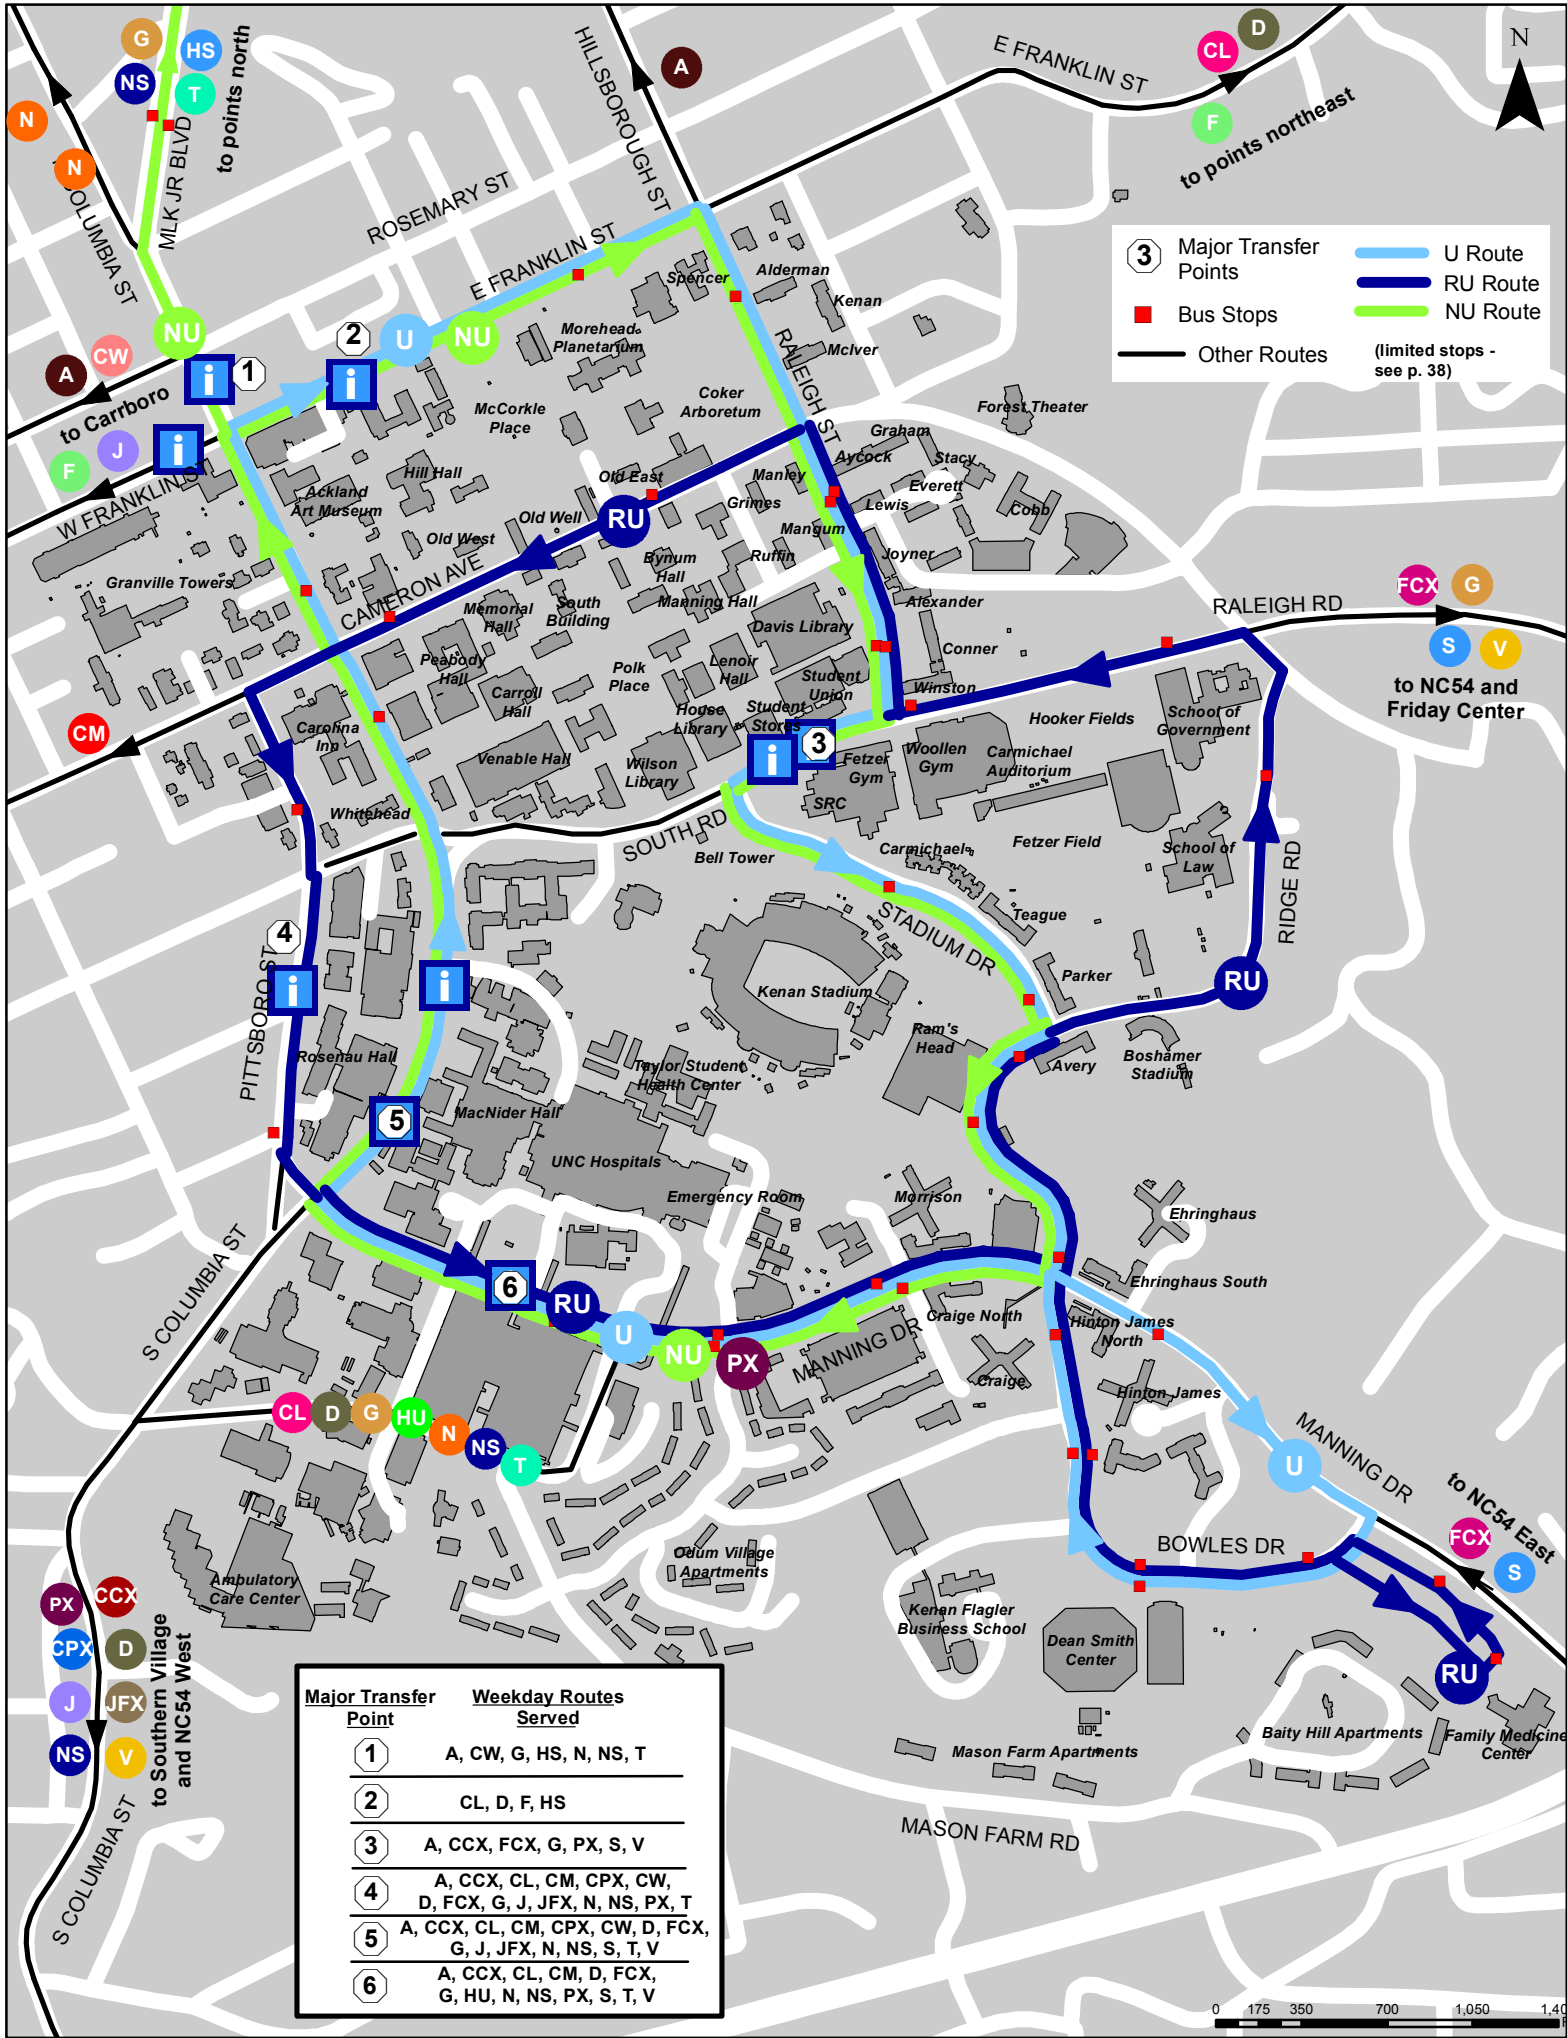 G
HS
NS
T
to points north
MLK JR BLVD
N
N
COLUMBIA ST
HILLSBOROUGH ST
A
E FRANKLIN ST
CL
D
F
to points northeast
N
3
Major Transfer
Points
Bus Stops
Other Routes
U Route
RU Route
NU Route
(limited stops -
see p. 38)
ROSEMARY ST
E FRANKLIN ST
NU
CW
A
to Carrboro
J
F
W FRANKLIN ST
i
1
i
2
i
U
NU
Spencer
Alderman
Kenan
McIver
Morehead
Planetarium
Coker
Arboretum
McCorkle
Place
RALEIGH ST
Forest Theater
Graham
Aycock
Stacy
Everett
Lewis
Cobb
Hill Hall
Ackland
Art Museum
Old East
Manley
Grimes
Old Well
RU
Mangum
Old West
Bynum
Hall
Ruffin
Joyner
Granville Towers
CAMERON AVE
Memorial
Hall
South
Building
Manning Hall
Alexander
Davis Library
Conner
Peabody
Hall
Polk
Place
Lenoir
Hall
Student
Union
Winston
Carroll
Hall
House
Library
Student
Stores
i
3
CM
Carolina
Inn
Venable Hall
Wilson
Library
Fetzer
Gym
Woollen
Gym
Carmichael
Auditorium
Hooker Fields
School of
Government
RALEIGH RD
FCX
G
S
V
to NC54 and
Friday Center
SRC
Whitehead
SOUTH RD
Bell Tower
Carmichael
Fetzer Field
School of
Law
RIDGE RD
STADIUM DR
Teague
Parker
Kenan Stadium
RU
4
PITTSBORO ST
i
i
Rosenau Hall
Taylor Student
Health Center
Ram's
Head
Avery
Boshamer
Stadium
MacNider Hall
5
UNC Hospitals
Emergency Room
Morrison
Ehringhaus
S COLUMBIA ST
6
RU
U
NU
PX
MANNING DR
Craige North
Ehringhaus South
Hinton James
North
Craige
Hinton James
CL
D
G
HU
N
NS
T
U
MANNING DR
to NC54 East
FCX
S
BOWLES DR
Odum Village
Apartments
Ambulatory
Care Center
Kenan Flagler
Business School
Dean Smith
Center
RU
PX
CCX
CPX
D
J
JFX
NS
V
to Southern Village
and NC54 West
S COLUMBIA ST
Mason Farm Apartments
Baity Hill Apartments
Family Medicine
Center
MASON FARM RD
Major Transfer
Point
Weekday Routes
Served
1 A, CW, G, HS, N, NS, T
2 CL, D, F, HS
3 A, CCX, FCX, G, PX, S, V
4 A, CCX, CL, CM, CPX, CW,
D, FCX, G, J, JFX, N, NS, PX, T
5 A, CCX, CL, CM, CPX, CW, D, FCX,
G, J, JFX, N, NS, S, T, V
6 A, CCX, CL, CM, D, FCX,
G, HU, N, NS, PX, S, T, V
0 175 350 700 1,050 1,40